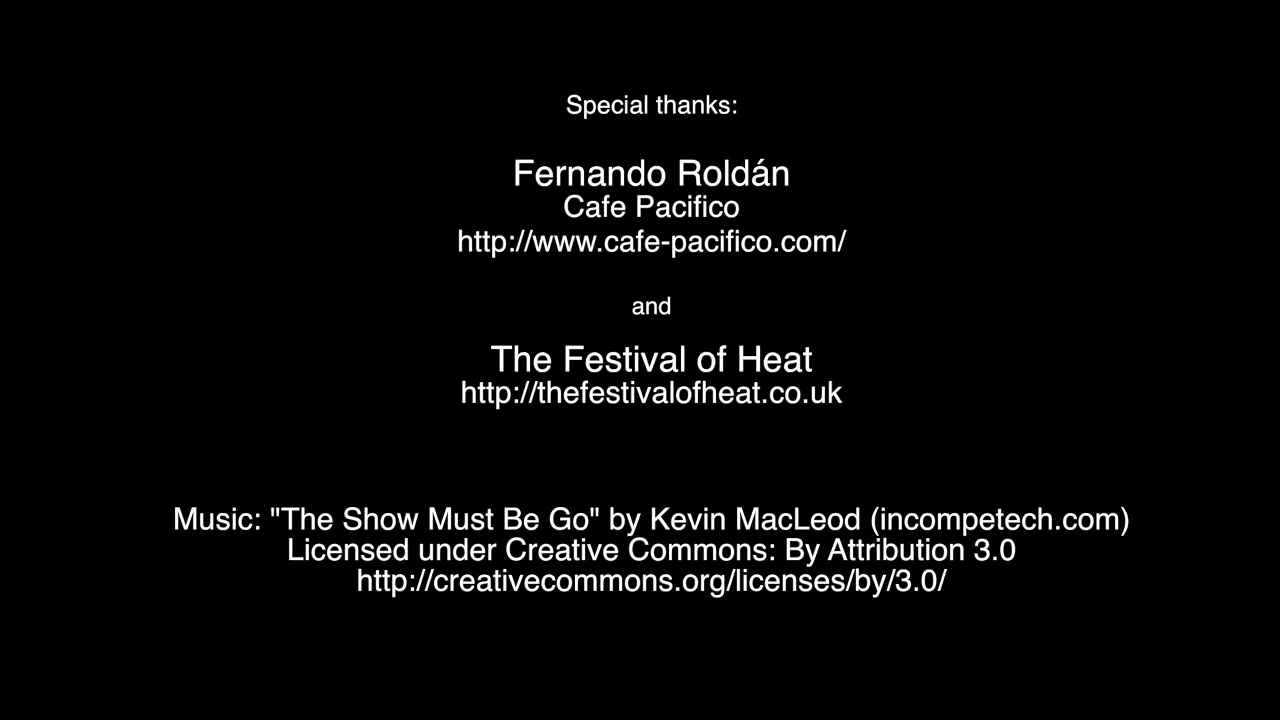 Special thanks:
Fernando Roldán
Cafe Pacifico
http://www.cafe-pacifico.com/
and
The Festival of Heat
http://thefestivalofheat.co.uk
Music: "The Show Must Be Go" by Kevin MacLeod (incompetech.com)
Licensed under Creative Commons: By Attribution 3.0
http://creativecommons.org/licenses/by/3.0/